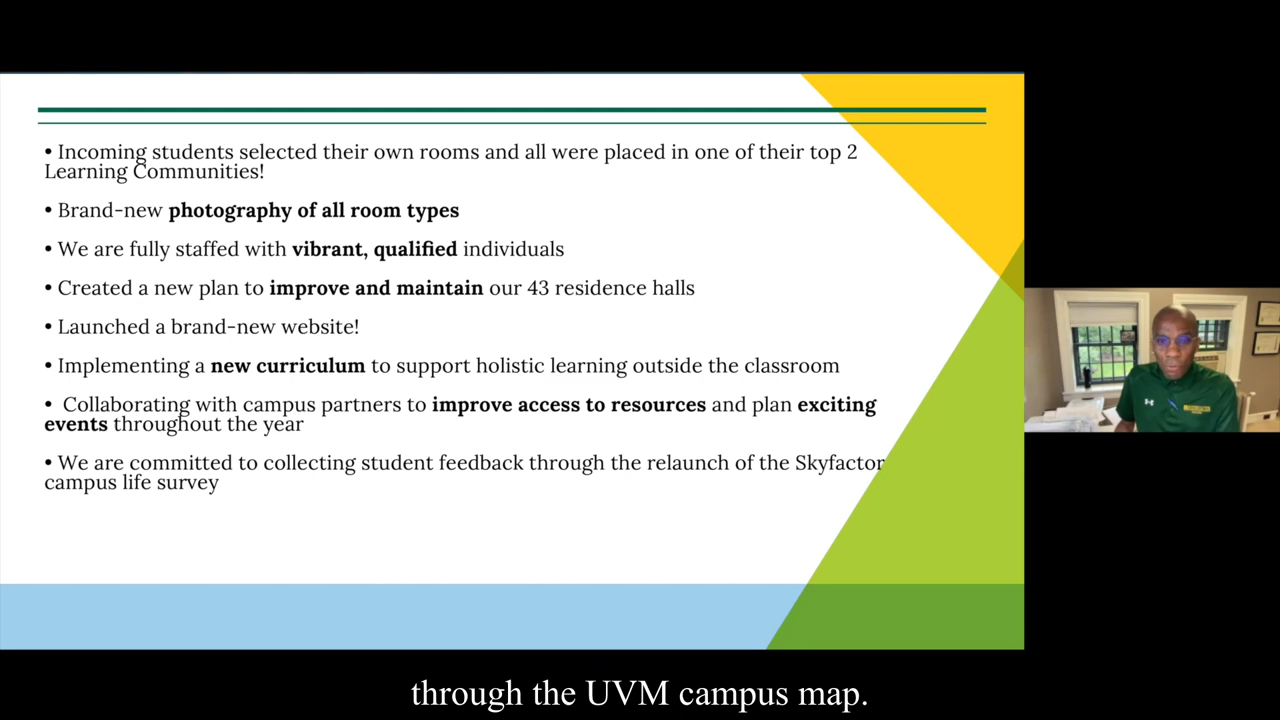 • Incoming students selected their own rooms and all were placed in one of their top 2
Learning Communities!
• Brand-new photography of all room types
• We are fully staffed with vibrant, qualified individuals
• Created a new plan to improve and maintain our 43 residence halls
• Launched a brand-new website!
• Implementing a new curriculum to support holistic learning outside the classroom
• Collaborating with campus partners to improve access to resources and plan exciting
events throughout the year
• We are committed to collecting student feedback through the relaunch of the Skyfactor
campus life survey
through the UVM campus map.